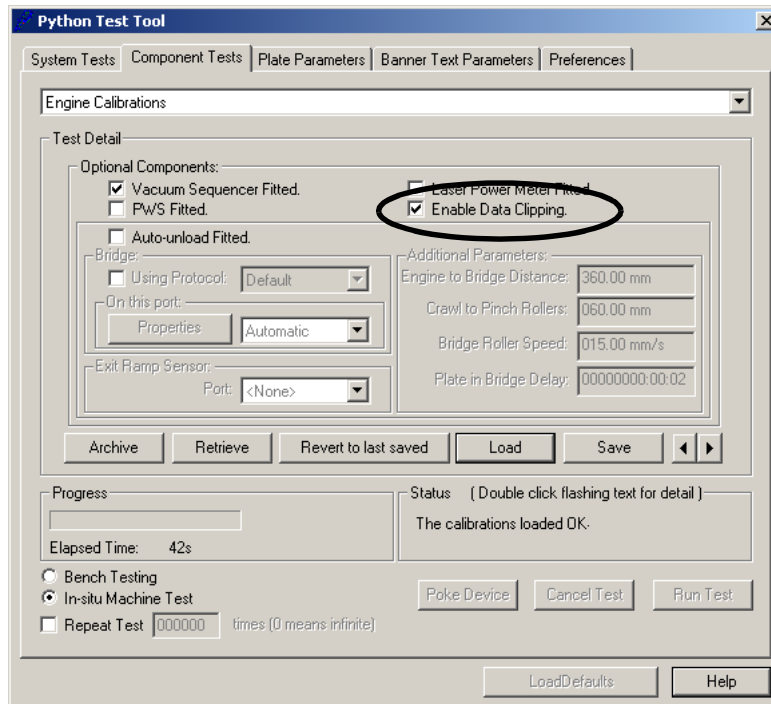 Python Test Tool
System Tests Component Tests Plate Parameters Banner Text Parameters Preferences
Engine Calibrations
Test Detail
Optional Components:
Vacuum Sequencer Fitted. Laser Power Meter Fitted
PWS Fitted. Enable Data Clipping.
Auto-unload Fitted.
Bridge: Additional Parameters:
Using Protocol: Default Engine to Bridge Distance: 360.00 mm
On this port: Crawl to Pinch Rollers: 060.00 mm
Properties Automatic Bridge Roller Speed: 015.00 mm/s
Exit Ramp Sensor: Plate in Bridge Delay: 00000000:00:02
Port: <None>
Archive Retrieve Revert to last saved Load Save
Progress Status ( Double click flashing text for detail )
The calibrations loaded OK.
Elapsed Time: 42s
Bench Testing
In-situ Machine Test Poke Device Cancel Test Run Test
Repeat Test 000000 times (0 means infinite)
LoadDefaults Help